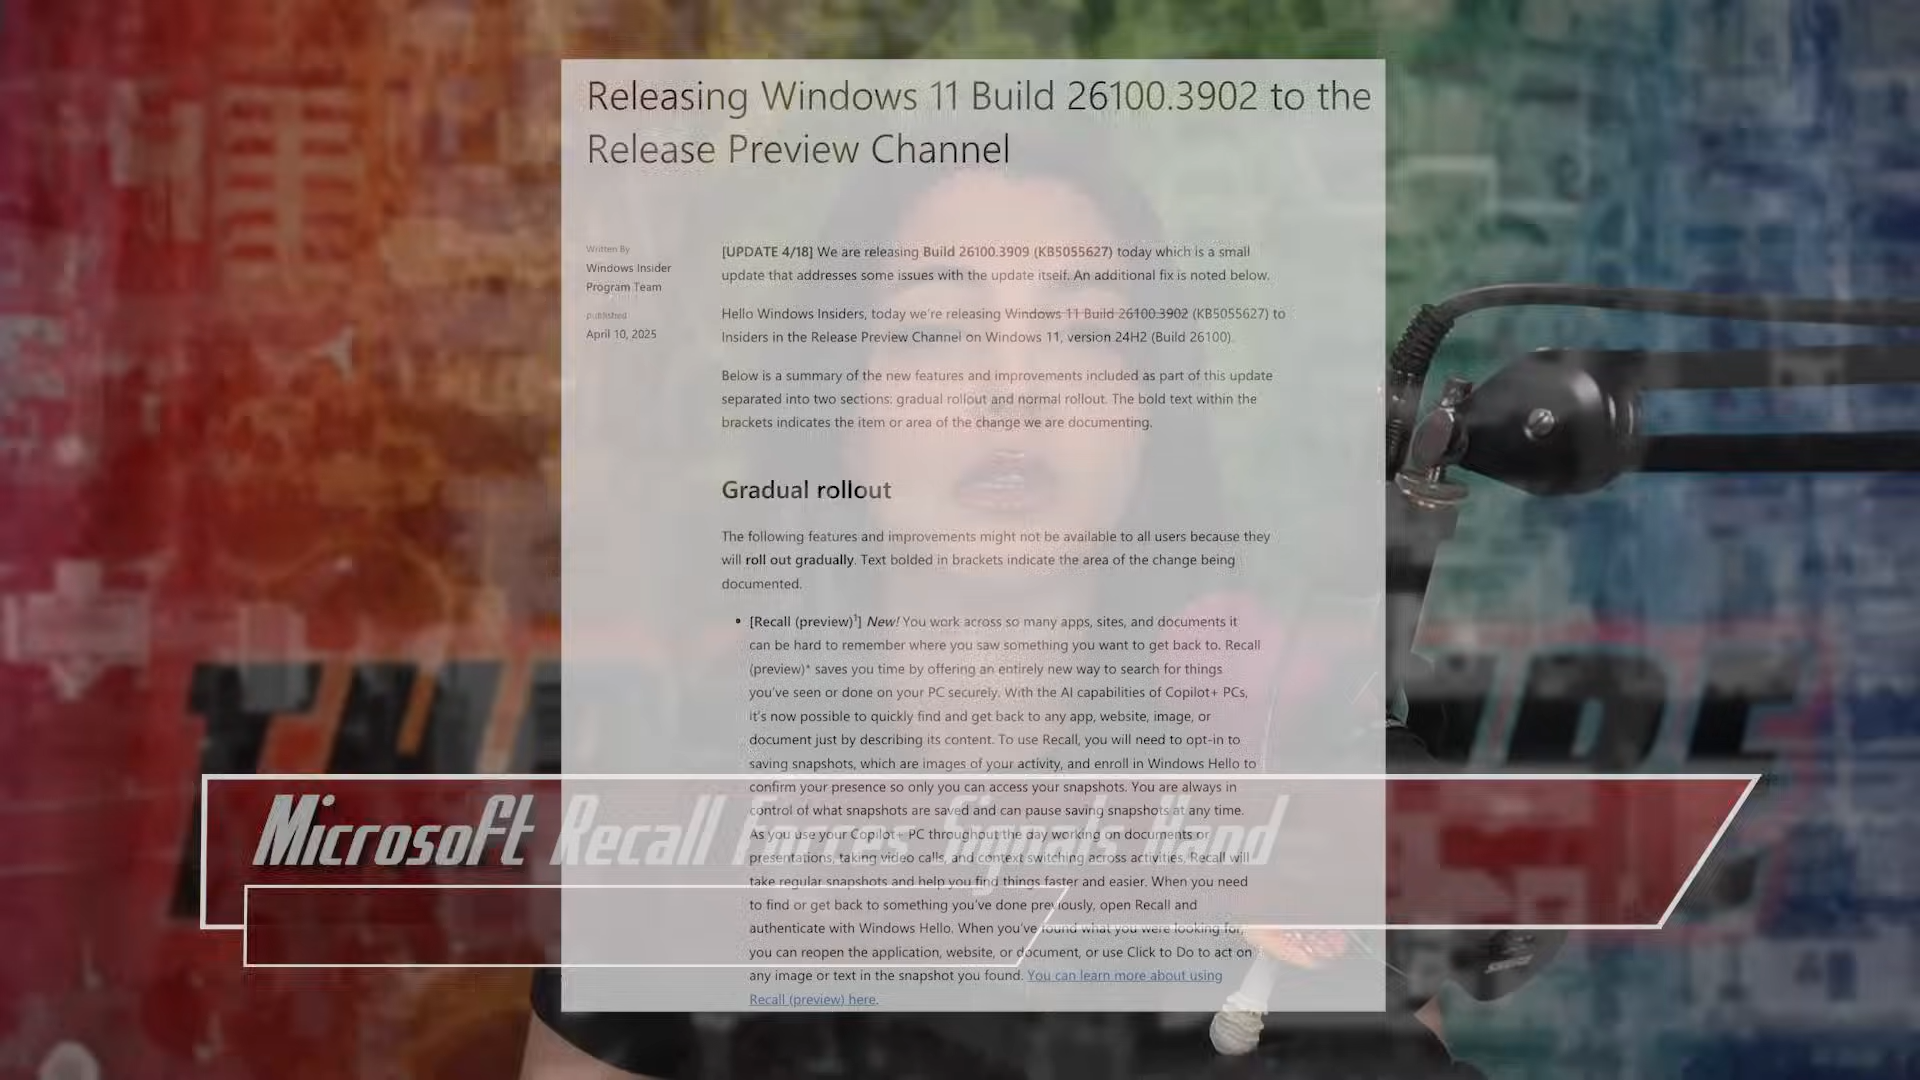 Releasing Windows 11 Build 26100.3902 to the
Release Preview Channel
Written By
Windows Insider
Program Team
published
April 10, 2025
[UPDATE 4/18] We are releasing Build 26100.3909 (KB5055627) today which is a small
update that addresses some issues with the update itself. An additional fix is noted below.
Hello Windows Insiders, today we're releasing Windows 11 Build 26100.3902 (KB5055627) to
Insiders in the Release Preview Channel on Windows 11, version 24H2 (Build 26100).
Below is a summary of the new features and improvements included as part of this update
separated into two sections: gradual rollout and normal rollout. The bold text within the
brackets indicates the item or area of the change we are documenting.
Gradual rollout
The following features and improvements might not be available to all users because they
will roll out gradually. Text bolded in brackets indicate the area of the change being
documented.
• [Recall (preview)¹] New! You work across so many apps, sites, and documents it
can be hard to remember where you saw something you want to get back to. Recall
(preview)* saves you time by offering an entirely new way to search for things
you've seen or done on your PC securely. With the AI capabilities of Copilot+ PCs,
it's now possible to quickly find and get back to any app, website, image, or
document just by describing its content. To use Recall, you will need to opt-in to
saving snapshots, which are images of your activity, and enroll in Windows Hello to
confirm your presence so only you can access your snapshots. You are always in
control of what snapshots are saved and can pause saving snapshots at any time.
As you use your Copilot+ PC throughout the day working on documents or
presentations, taking video calls, and context switching across activities, Recall will
take regular snapshots and help you find things faster and easier. When you need
to find or get back to something you've done previously, open Recall and
authenticate with Windows Hello. When you've found what you were looking for,
you can reopen the application, website, or document, or use Click to Do to act on
any image or text in the snapshot you found. You can learn more about using
Recall (preview) here.
Microsoft Recall Forces Signals Hand